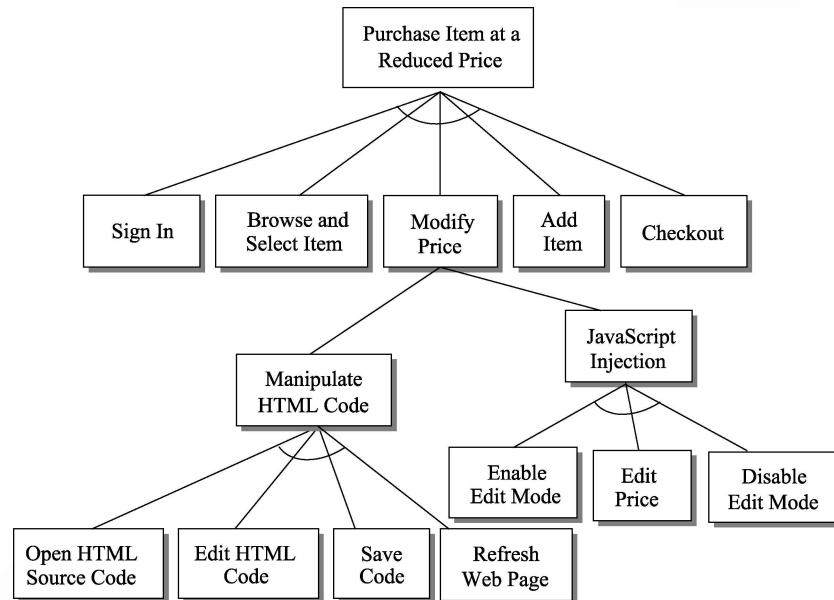 Purchase Item at a
Reduced Price
Sign In
Browse and
Select Item
Modify
Price
Add
Item
Checkout
Manipulate
HTML Code
JavaScript
Injection
Enable
Edit Mode
Edit
Price
Disable
Edit Mode
Open HTML
Source Code
Edit HTML
Code
Save
Code
Refresh
Web Page